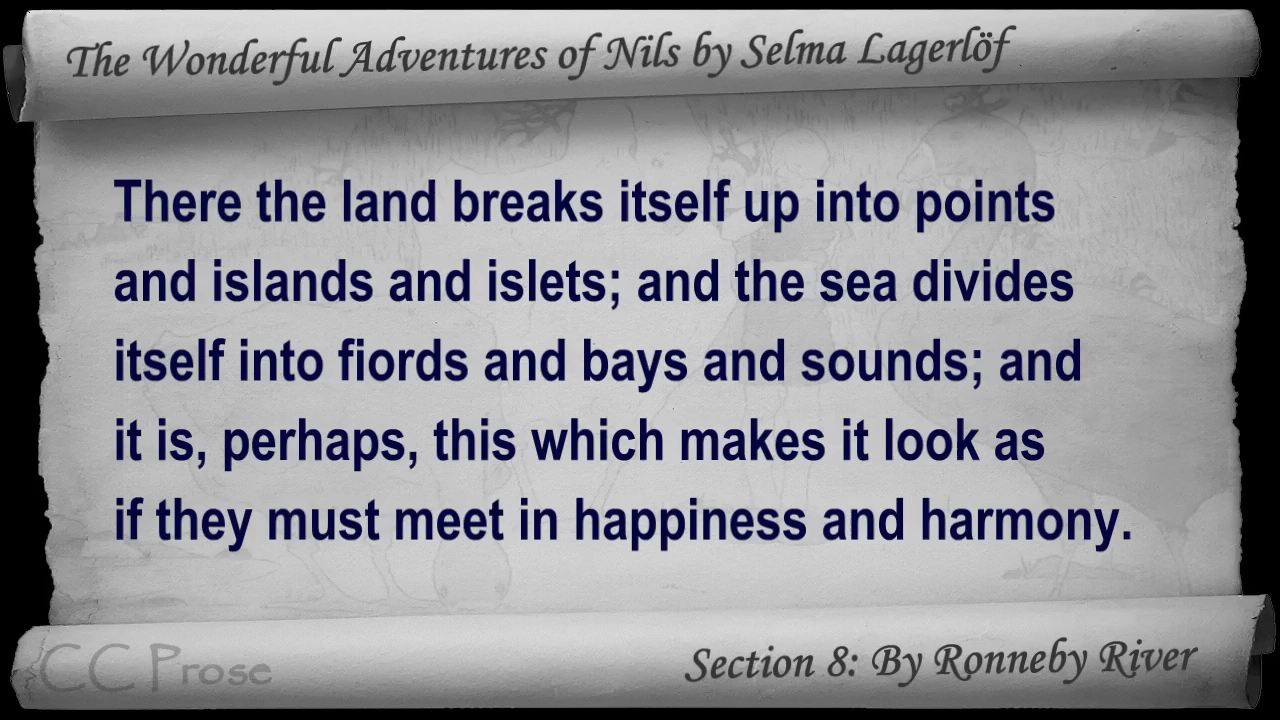 The Wonderful Adventures of Nils by Selma Lagerlöf
There the land breaks itself up into points
and islands and islets; and the sea divides
itself into fiords and bays and sounds; and
it is, perhaps, this which makes it look as
if they must meet in happiness and harmony.
CC Prose
Section 8: By Ronneby River